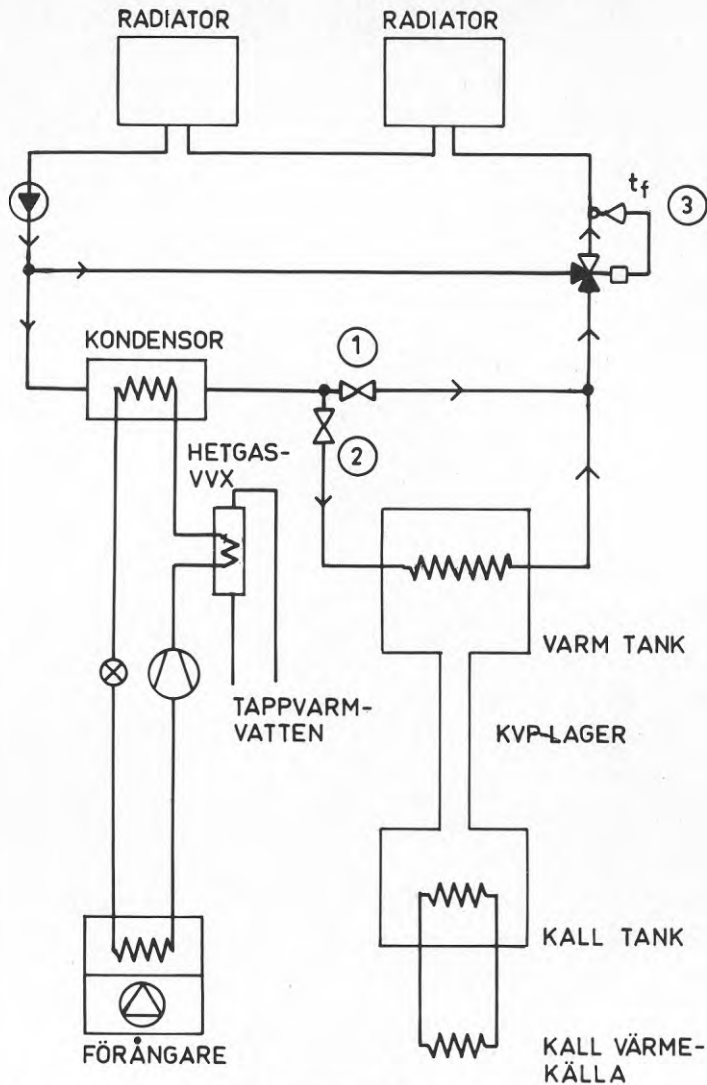 RADIATOR
RADIATOR
tf
3
KONDENSOR
1
HETGAS-
VVX
2
VARM TANK
TAPPVARM-
VATTEN
KVP-LAGER
KALL TANK
FÖRÅNGARE
KALL VÄRME-
KÄLLA